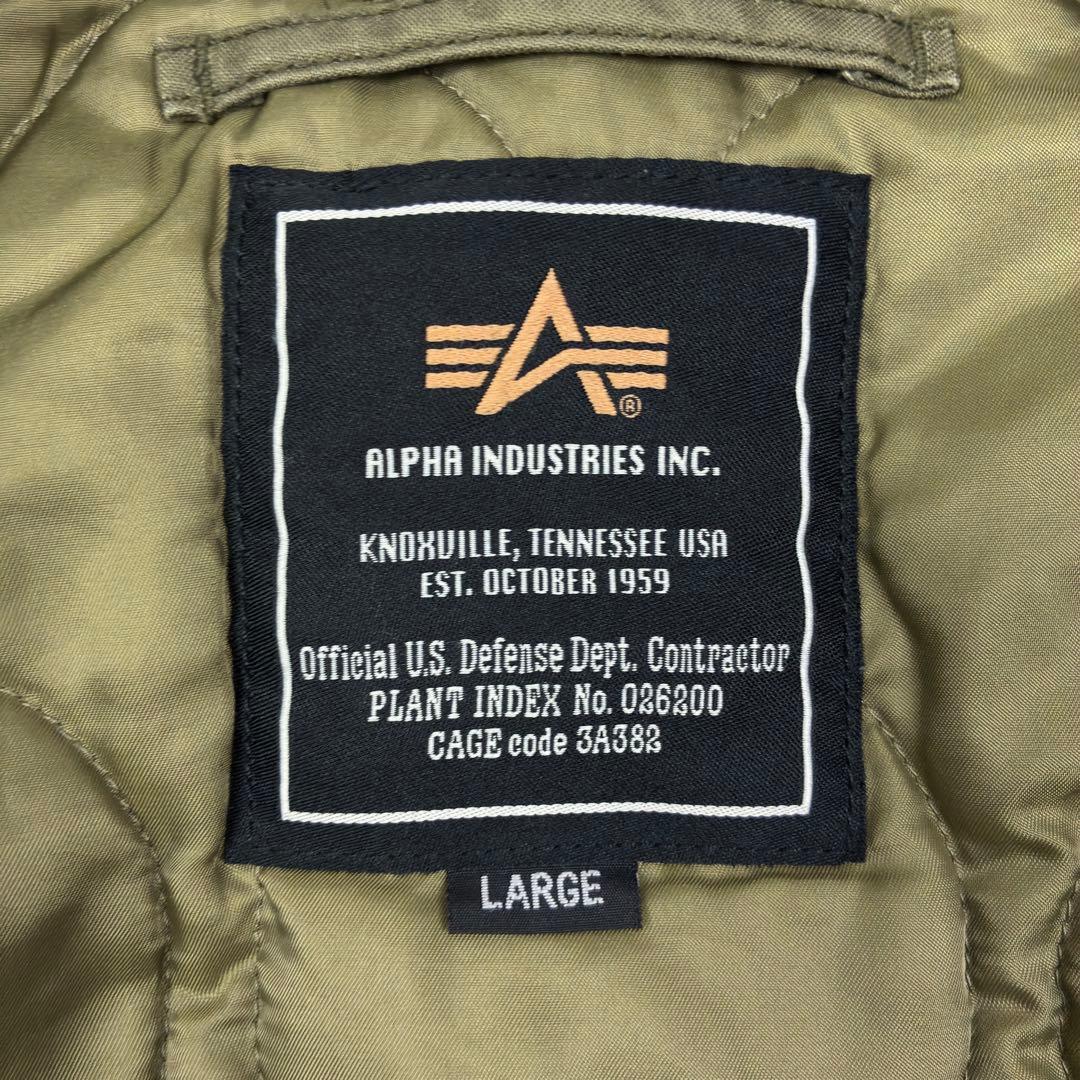 ®
ALPHA INDUSTRIES INC.
KNOXVILLE, TENNESSEE USA
EST. OCTOBER 1959
Official U.S. Defense Dept. Contractor
PLANT INDEX No. 026200
CAGE code 3A382
LARGE